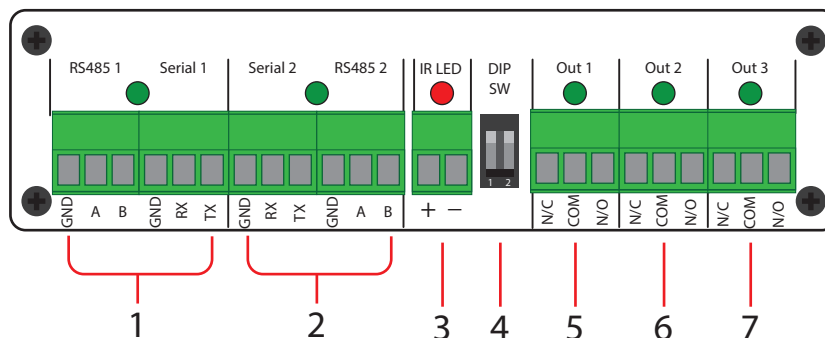 RS485 1 Serial 1 Serial 2 RS485 2 IR LED DIP SW Out 1 Out 2 Out 3
1 2
GND A B GND RX TX GND RX TX GND A B + − N/C COM N/O N/C COM N/O N/C COM N/O
1 2 3 4 5 6 7